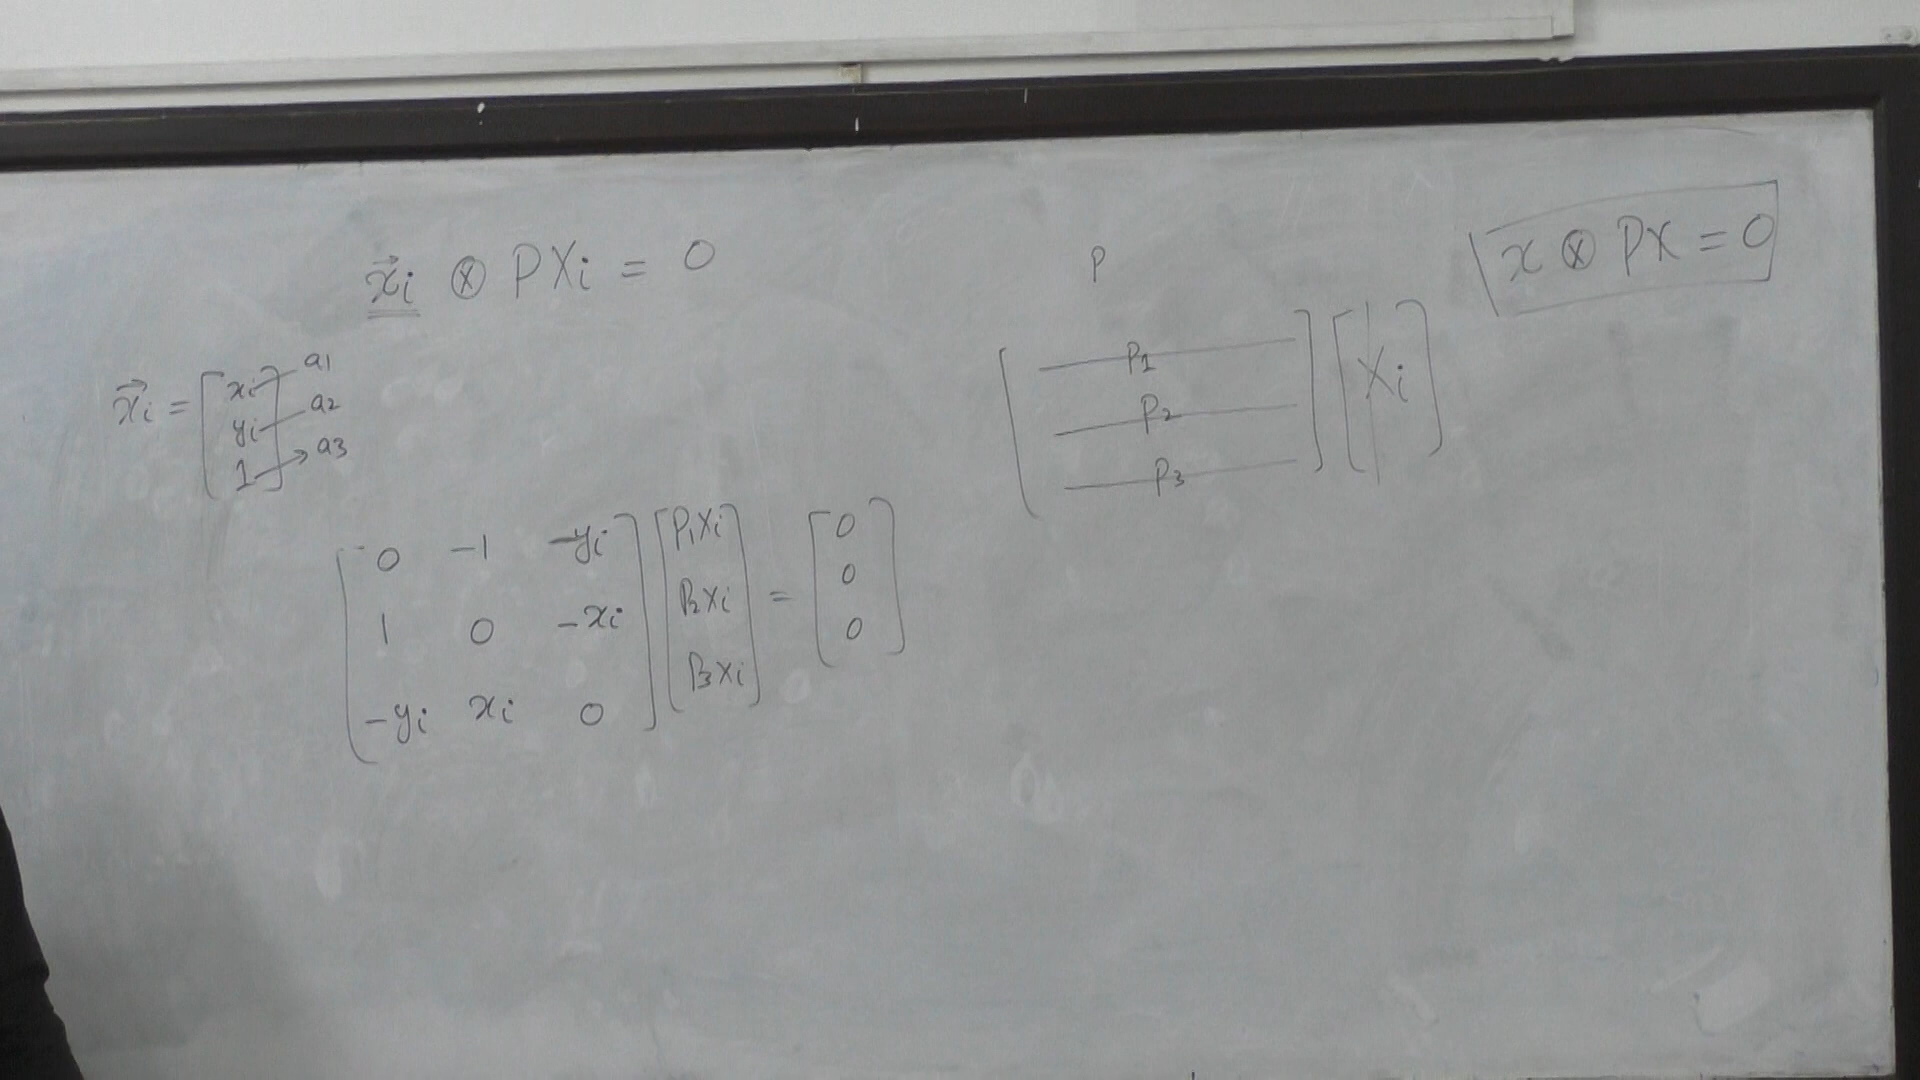 x⃗i ⊗ PXi = 0
x⃗i = [xi yi 1]
a1
a2
a3
[0 -1 -yi] [P1Xi] [0]
[1 0 -xi] [P2Xi] = [0]
[-yi xi 0] [P3Xi] [0]
P
[P1] [Xi]
[P2]
[P3]
x ⊗ PX = 0